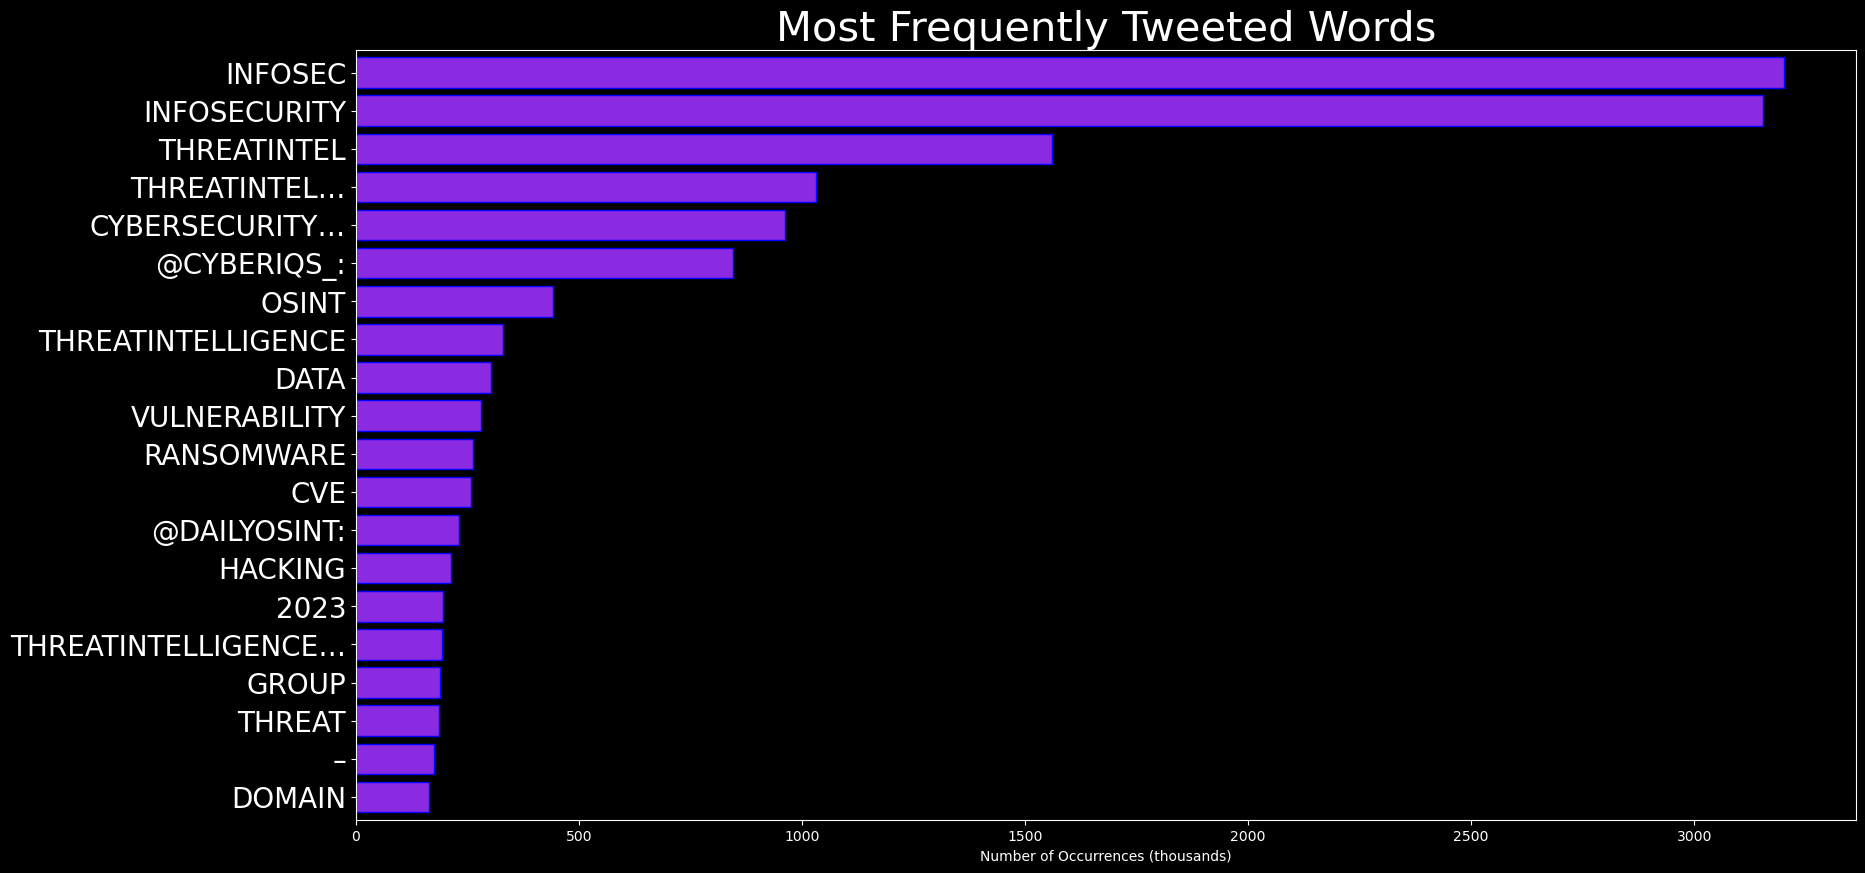 Most Frequently Tweeted Words
INFOSEC
INFOSECURITY
THREATINTEL
THREATINTEL…
CYBERSECURITY…
@CYBERIQS_:
OSINT
THREATINTELLIGENCE
DATA
VULNERABILITY
RANSOMWARE
CVE
@DAILYOSINT:
HACKING
2023
THREATINTELLIGENCE…
GROUP
THREAT
–
DOMAIN
0 500 1000 1500 2000 2500 3000
Number of Occurrences (thousands)